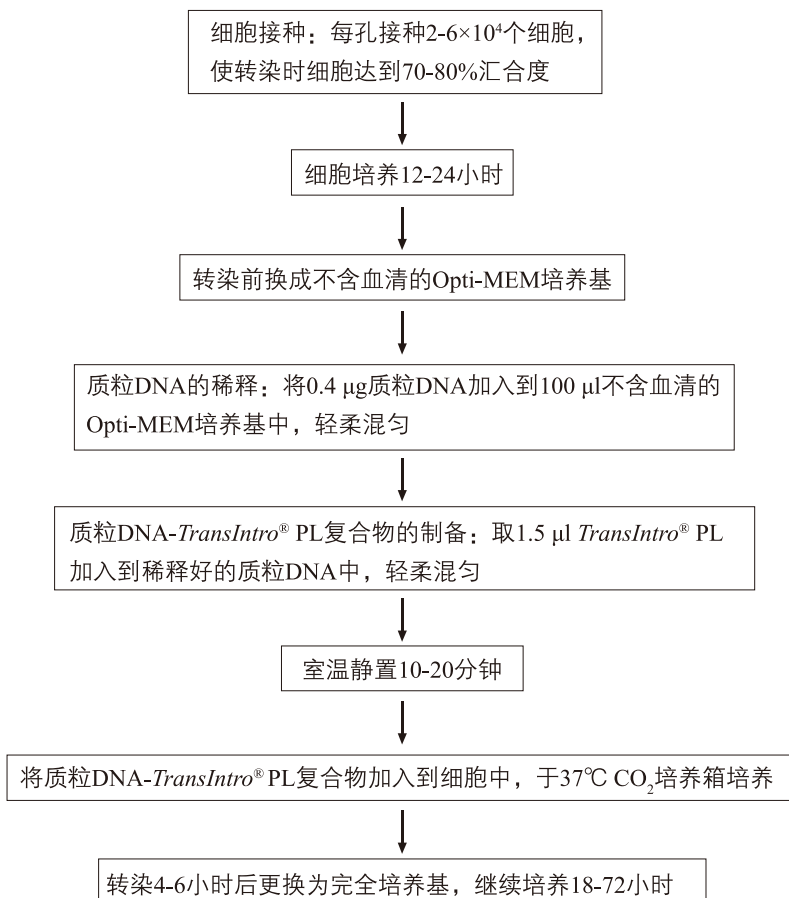 细胞接种：每孔接种2-6×10⁴个细胞，
使转染时细胞达到70-80%汇合度
细胞培养12-24小时
转染前换成不含血清的Opti-MEM培养基
质粒DNA的稀释：将0.4 μg质粒DNA加入到100 μl不含血清的
Opti-MEM培养基中，轻柔混匀
质粒DNA-TransIntro® PL复合物的制备：取1.5 μl TransIntro® PL
加入到稀释好的质粒DNA中，轻柔混匀
室温静置10-20分钟
将质粒DNA-TransIntro® PL复合物加入到细胞中，于37℃ CO₂培养箱培养
转染4-6小时后更换为完全培养基，继续培养18-72小时